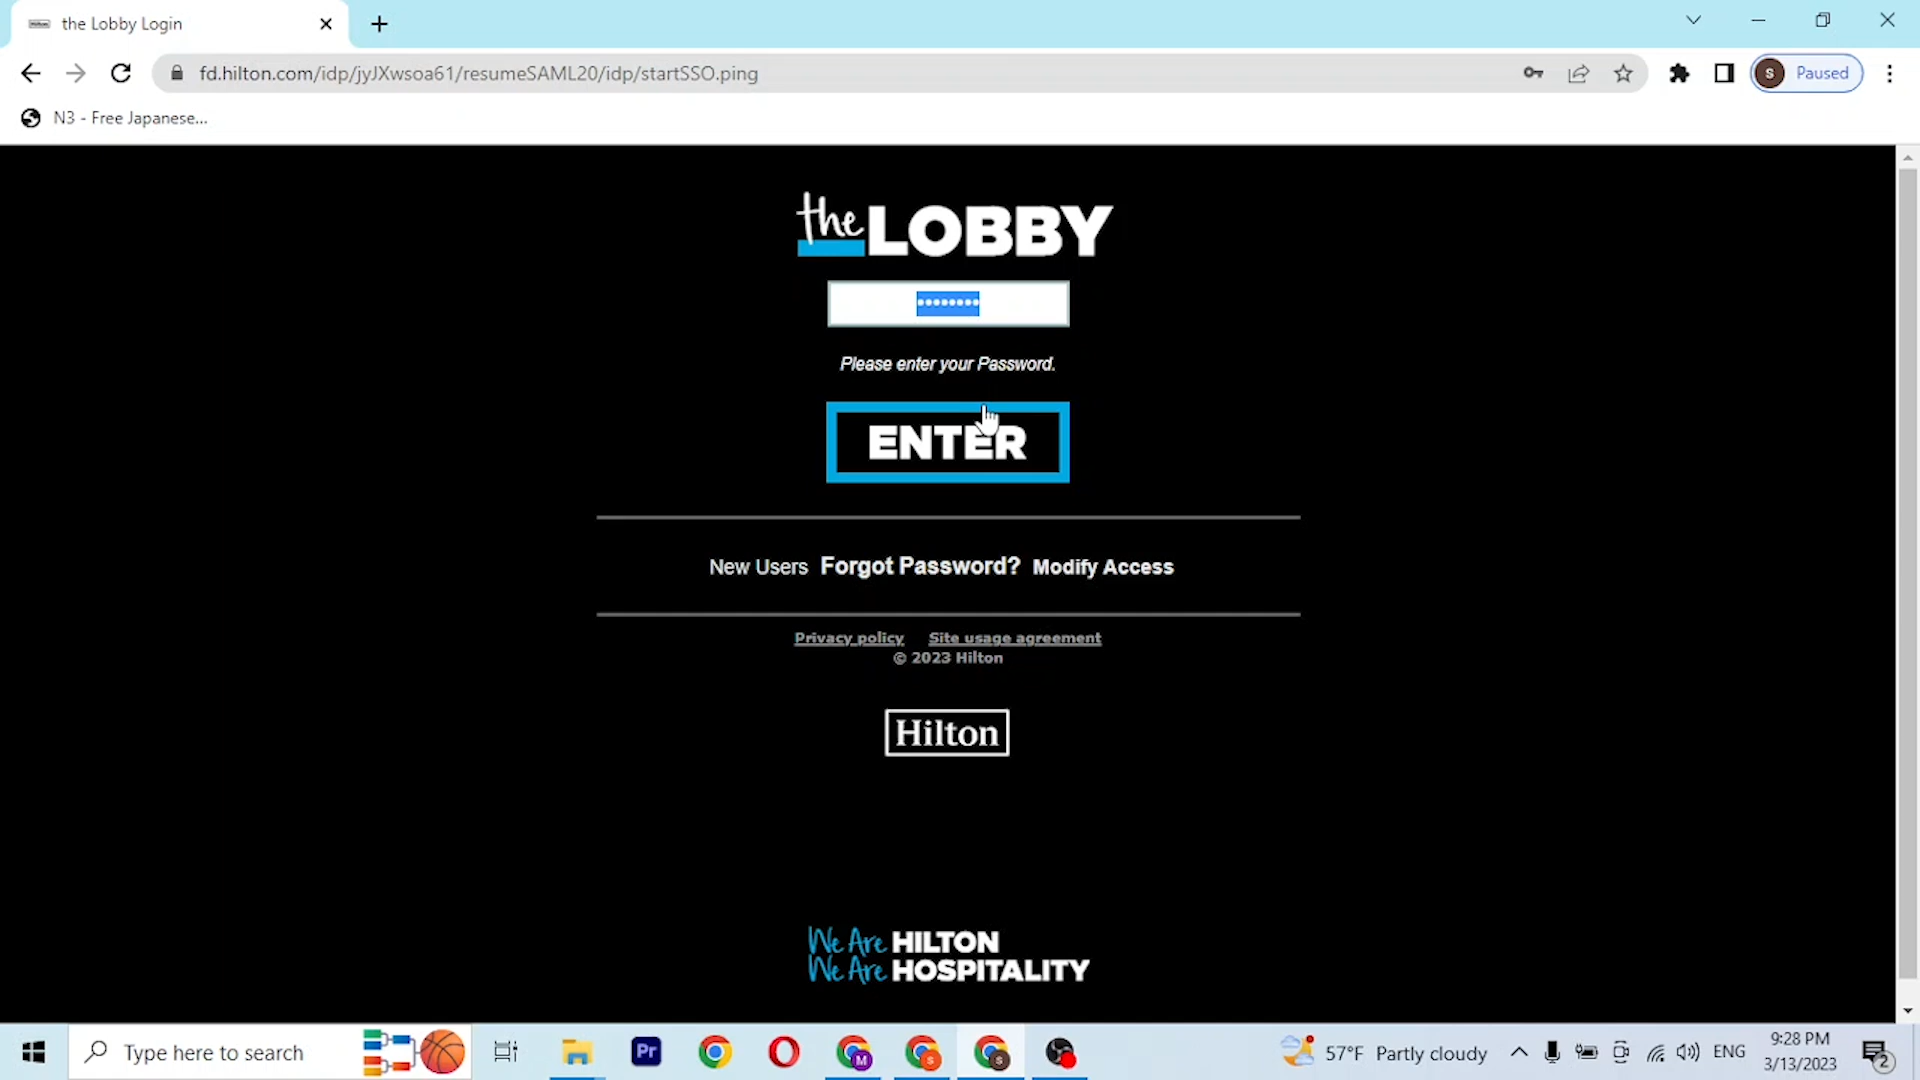 the Lobby Login
fd.hilton.com/idp/jyJXwsoa61/resumeSAML20/idp/startSSO.ping
S Paused
N3 - Free Japanese...
the LOBBY
••••••••
Please enter your Password.
ENTER
New Users Forgot Password? Modify Access
Privacy policy Site usage agreement
© 2023 Hilton
Hilton
We Are HILTON
We Are HOSPITALITY
Type here to search
Pr
M
S
S
57°F Partly cloudy
ENG
9:28 PM
3/13/2023
2